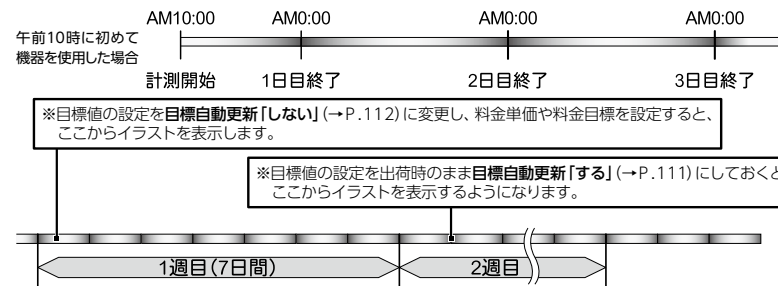 AM10:00 AM0:00 AM0:00 AM0:00
午前10時に初めて
機器を使用した場合
計測開始 1日目終了 2日目終了 3日目終了
※目標値の設定を目標自動更新「しない」(→P.112)に変更し、料金単価や料金目標を設定すると、
ここからイラストを表示します。
※目標値の設定を出荷時のまま目標自動更新「する」(→P.111)にしておくと
ここからイラストを表示するようになります。
1週目(7日間) 2週目